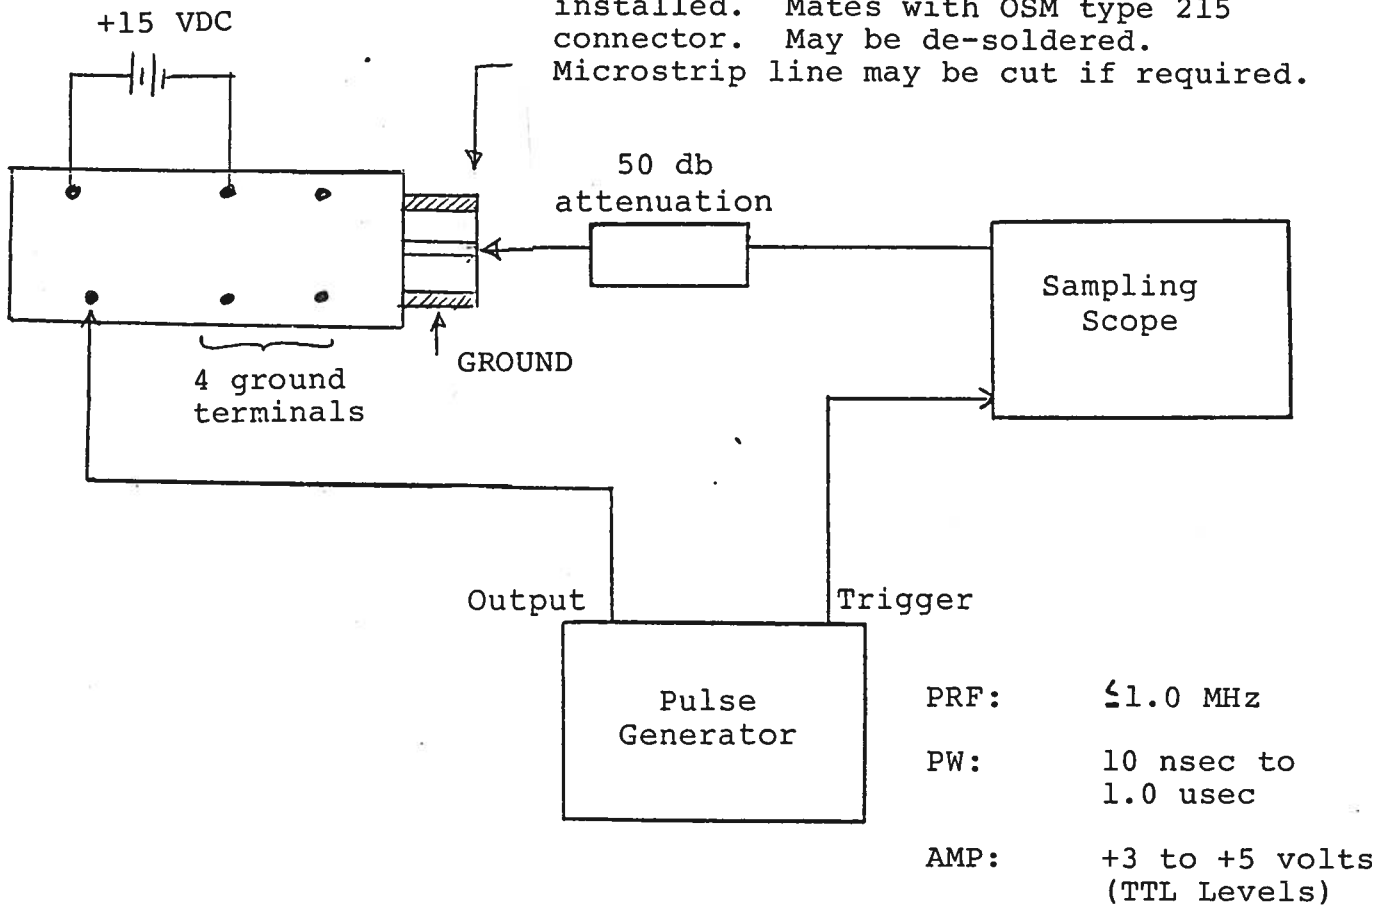 installed. Mates with OSM type 215
connector. May be de-soldered.
Microstrip line may be cut if required.
+15 VDC
50 db
attenuation
Sampling
Scope
GROUND
4 ground
terminals
Output
Trigger
Pulse
Generator
PRF: ≤1.0 MHz
PW: 10 nsec to
1.0 usec
AMP: +3 to +5 volts
(TTL Levels)